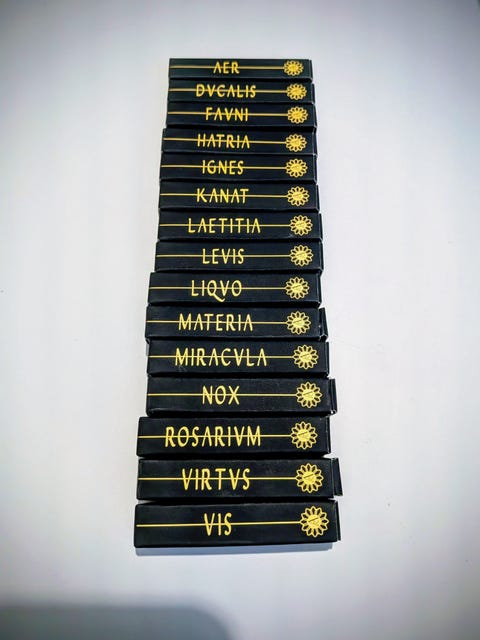 AER
DVCALIS
FAVNI
HATRIA
IGNES
KANAT
LAETITIA
LEVIS
LIQVO
MATERIA
MIRACVLA
NOX
ROSARIVM
VIRTVS
VIS